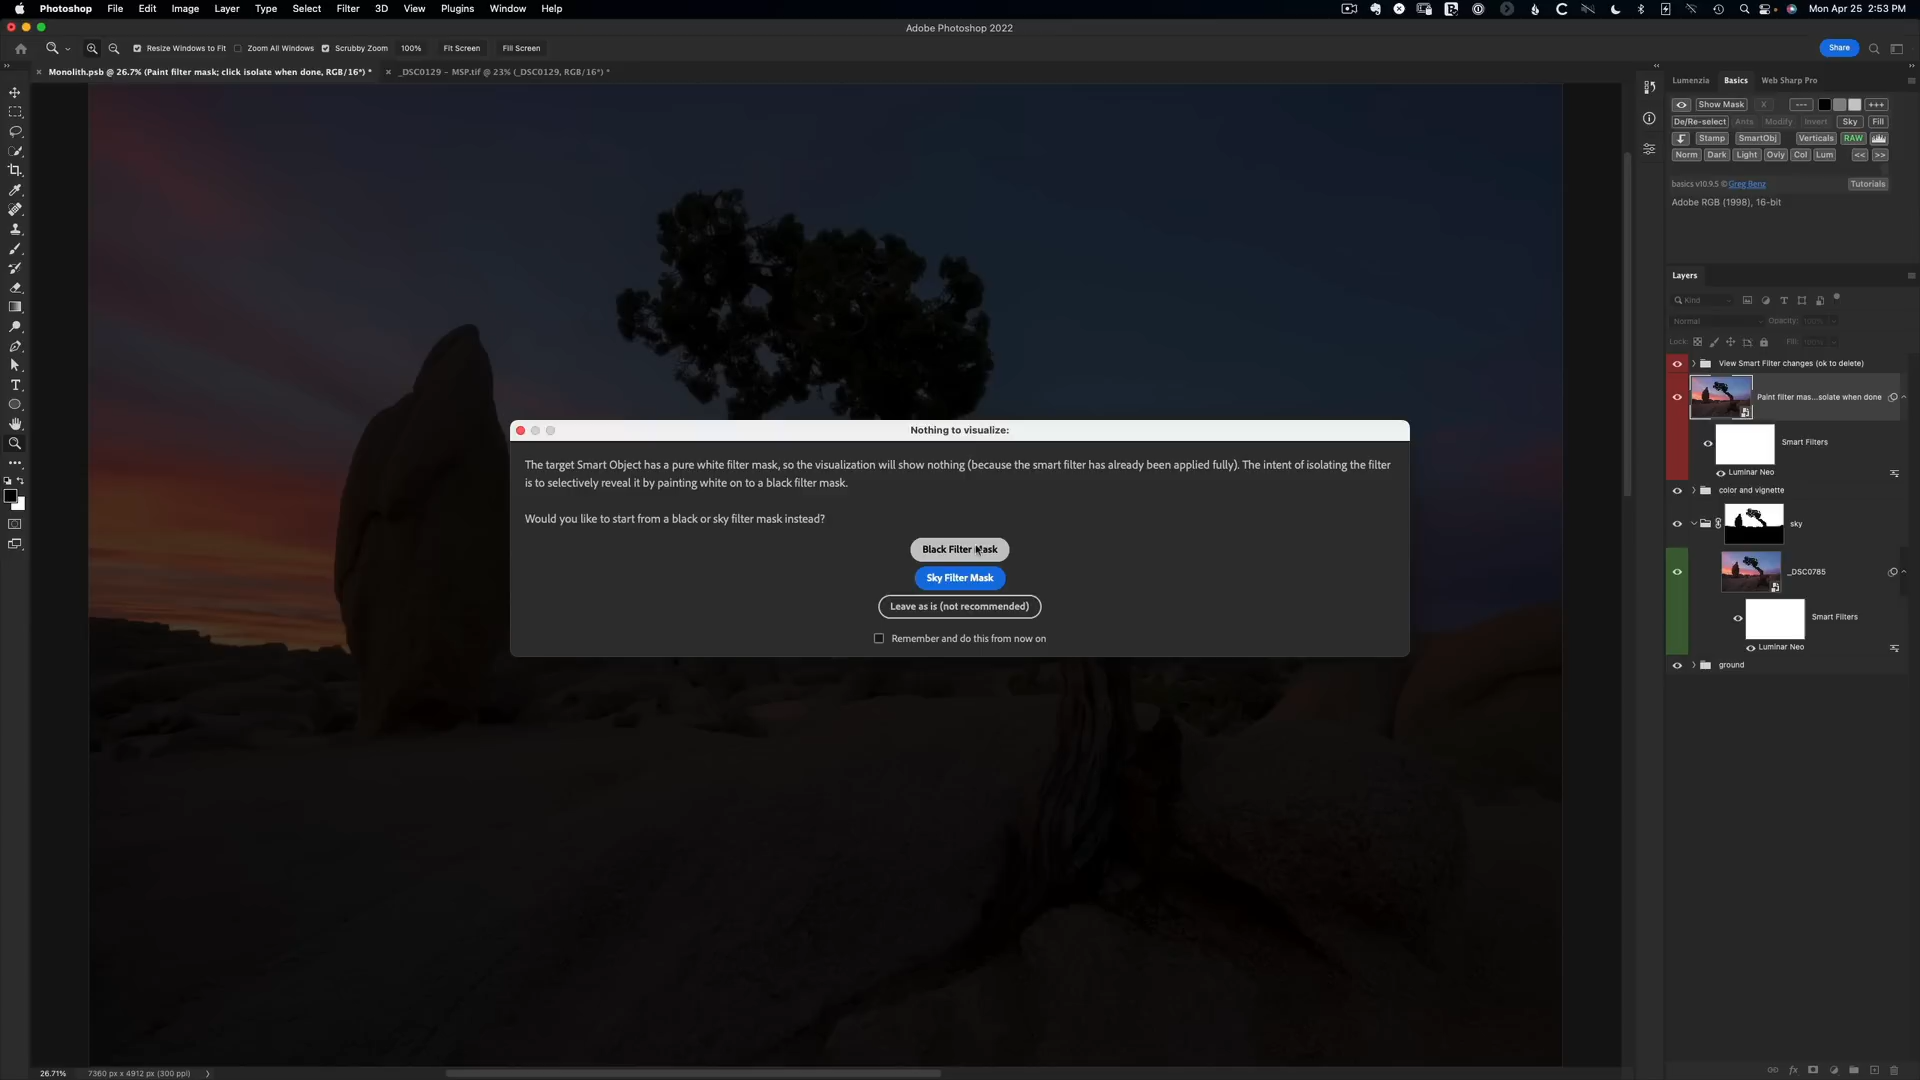 Photoshop File Edit Image Layer Type Select Filter 3D View Plugins Window Help Mon Apr 25 2:53 PM
Adobe Photoshop 2022
Resize Windows to Fit Zoom All Windows Scrubby Zoom 100% Fit Screen Fill Screen Share
Monolith.psb @ 26.7% (Paint filter mask; click isolate when done, RGB/16*) * _DSC0129 - MSP.tif @ 23% (_DSC0129, RGB/16*) *
Lumenzia Basics Web Sharp Pro
Show Mask X --- +++
De/Re-select Ants Modify Invert Sky Fill
Stamp SmartObj Verticals RAW
Norm Dark Light Ovly Col Lum << >>
basics v10.9.5 © Greg Benz Tutorials
Adobe RGB (1998), 16-bit
Layers
Kind
Normal Opacity: 100%
Lock: Fill: 100%
View Smart Filter changes (ok to delete)
Paint filter mas...solate when done
Smart Filters
Luminar Neo
color and vignette
sky
_DSC0785
Smart Filters
Luminar Neo
ground
Nothing to visualize:
The target Smart Object has a pure white filter mask, so the visualization will show nothing (because the smart filter has already been applied fully). The intent of isolating the filter
is to selectively reveal it by painting white on to a black filter mask.
Would you like to start from a black or sky filter mask instead?
Black Filter Mask
Sky Filter Mask
Leave as is (not recommended)
Remember and do this from now on
26.71% 7360 px x 4912 px (300 ppi)